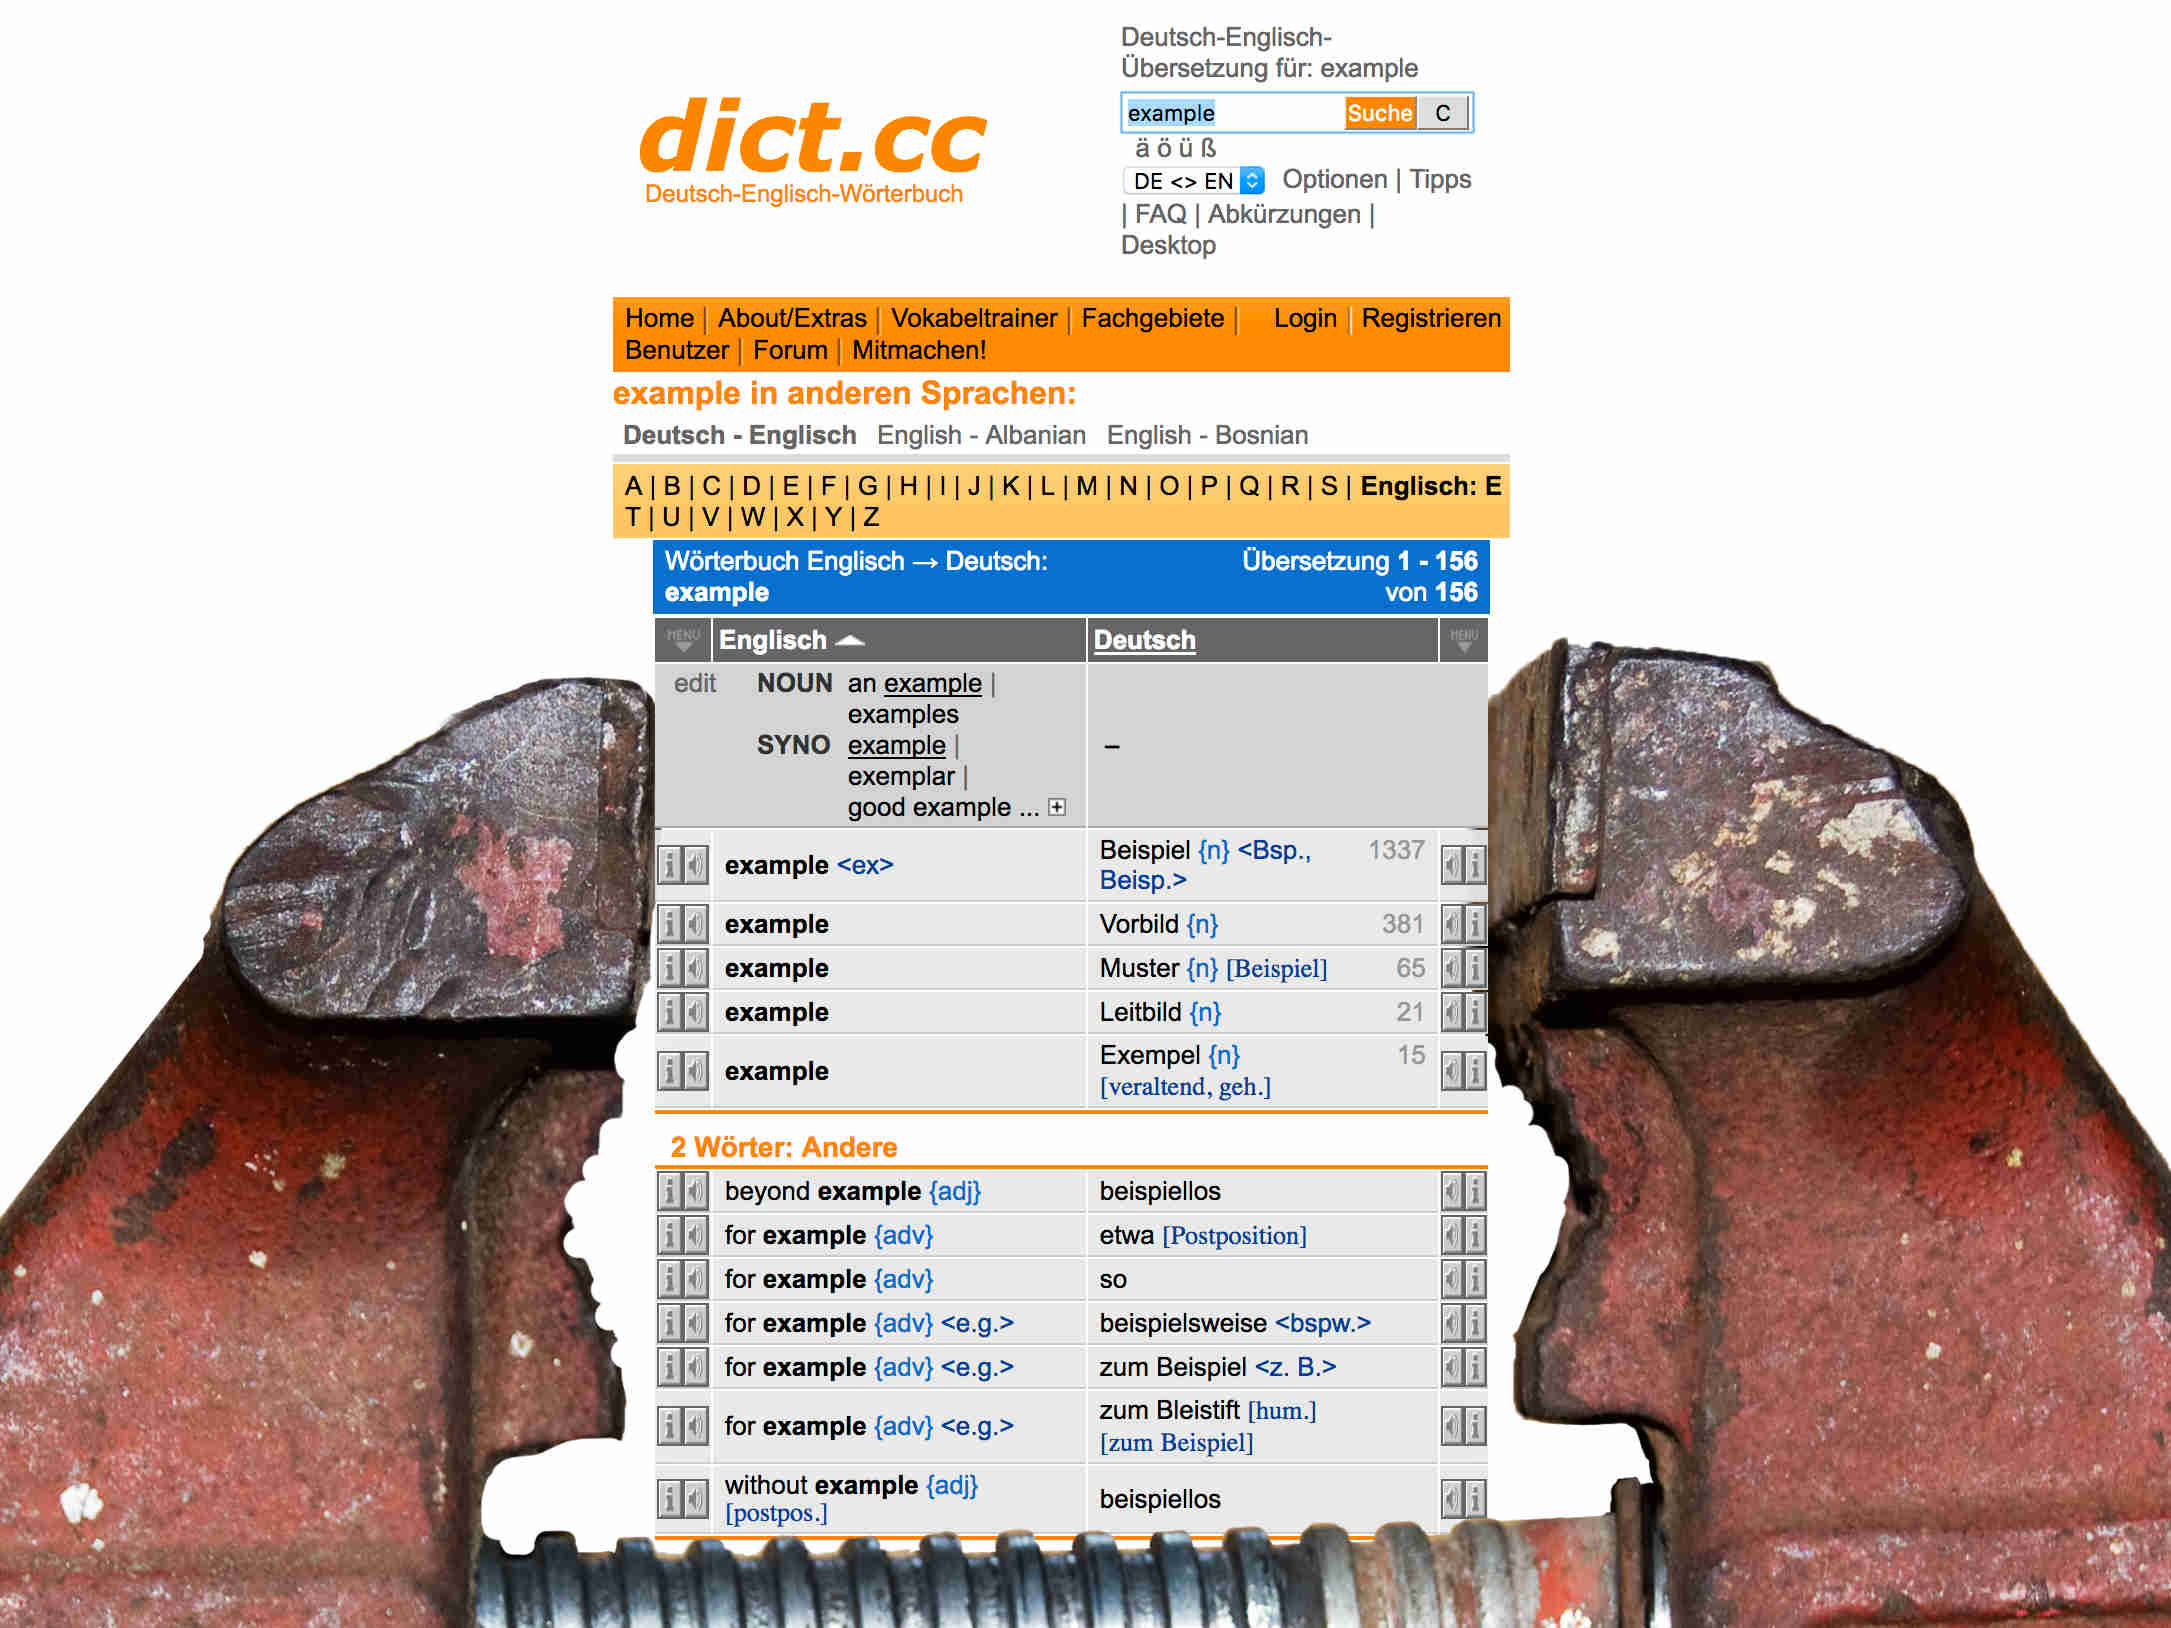 Deutsch-Englisch-
Übersetzung für: example
dict.cc
Deutsch-Englisch-Wörterbuch
example Suche C
ä ö ü ß
DE <> EN Optionen | Tipps
| FAQ | Abkürzungen |
Desktop
Home | About/Extras | Vokabeltrainer | Fachgebiete | Login | Registrieren
Benutzer | Forum | Mitmachen!
example in anderen Sprachen:
Deutsch - Englisch English - Albanian English - Bosnian
A | B | C | D | E | F | G | H | I | J | K | L | M | N | O | P | Q | R | S | Englisch: E
T | U | V | W | X | Y | Z
Wörterbuch Englisch → Deutsch: Übersetzung 1 - 156
example von 156
MENU Englisch Deutsch MENU
edit NOUN an example |
examples
SYNO example | –
exemplar |
good example ...
example <ex> Beispiel {n} <Bsp., 1337
Beisp.>
example Vorbild {n} 381
example Muster {n} [Beispiel] 65
example Leitbild {n} 21
example Exempel {n} 15
[veraltend, geh.]
2 Wörter: Andere
beyond example {adj} beispiellos
for example {adv} etwa [Postposition]
for example {adv} so
for example {adv} <e.g.> beispielsweise <bspw.>
for example {adv} <e.g.> zum Beispiel <z. B.>
for example {adv} <e.g.> zum Bleistift [hum.]
[zum Beispiel]
without example {adj} beispiellos
[postpos.]